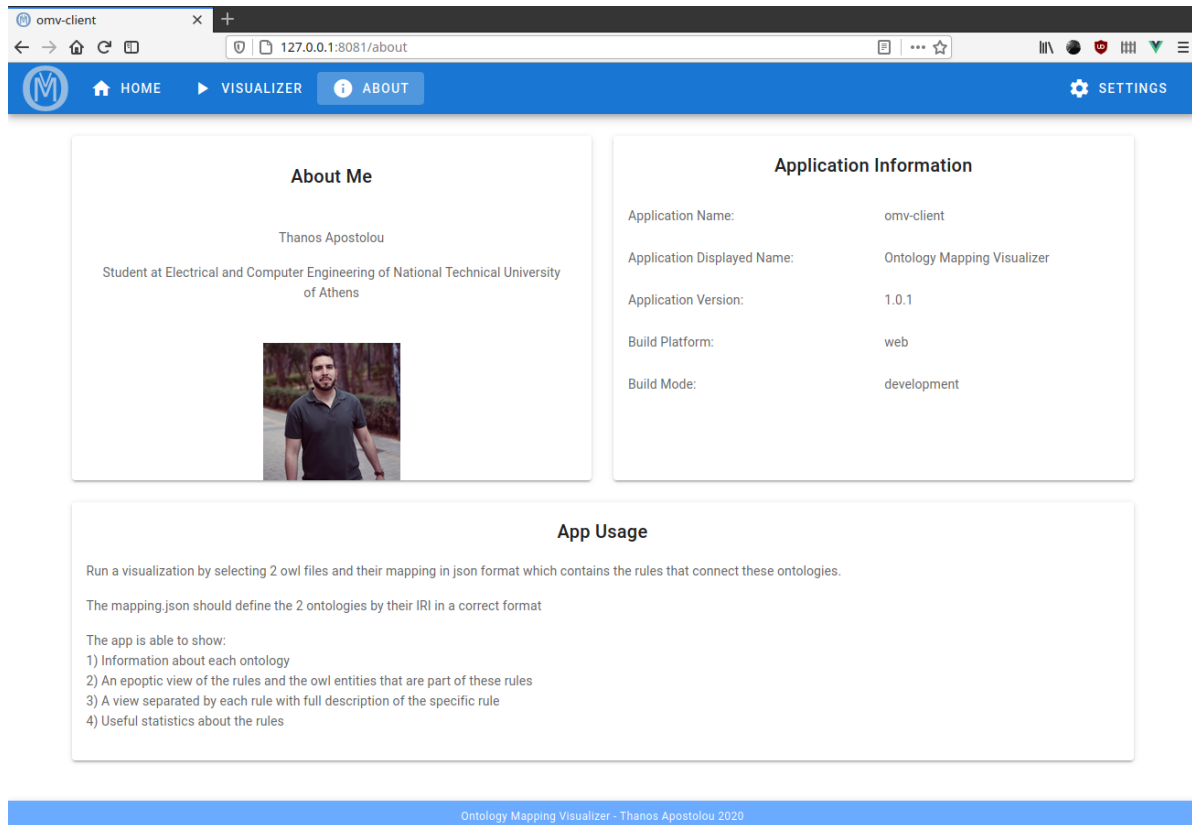 omv-client
127.0.0.1:8081/about
HOME
VISUALIZER
ABOUT
SETTINGS
About Me
Thanos Apostolou
Student at Electrical and Computer Engineering of National Technical University
of Athens
Application Information
Application Name: omv-client
Application Displayed Name: Ontology Mapping Visualizer
Application Version: 1.0.1
Build Platform: web
Build Mode: development
App Usage
Run a visualization by selecting 2 owl files and their mapping in json format which contains the rules that connect these ontologies.
The mapping.json should define the 2 ontologies by their IRI in a correct format
The app is able to show:
1) Information about each ontology
2) An epoptic view of the rules and the owl entities that are part of these rules
3) A view separated by each rule with full description of the specific rule
4) Useful statistics about the rules
Ontology Mapping Visualizer - Thanos Apostolou 2020